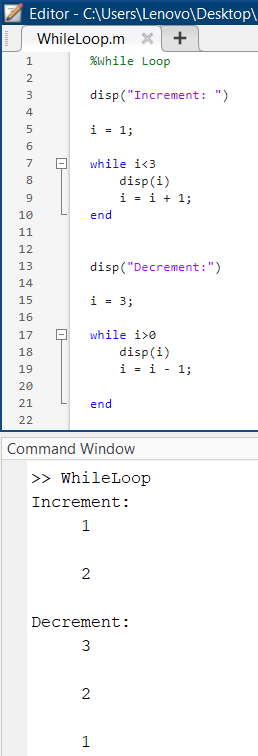 Editor - C:\Users\Lenovo\Desktop\
WhileLoop.m
1 %While Loop
2
3 disp("Increment: ")
4
5 i = 1;
6
7 while i<3
8 disp(i)
9 i = i + 1;
10 end
11
12
13 disp("Decrement:")
14
15 i = 3;
16
17 while i>0
18 disp(i)
19 i = i - 1;
20
21 end
22
Command Window
>> WhileLoop
Increment:
1
2
Decrement:
3
2
1